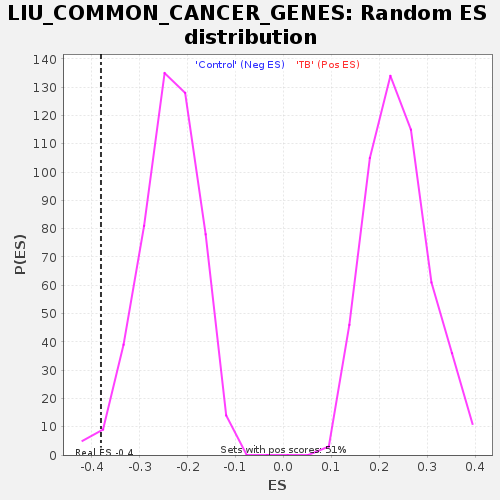 LIU_COMMON_CANCER_GENES: Random ES
distribution
'Control' (Neg ES) 'TB' (Pos ES)
140
130
120
110
100
90
80
70
60
50
40
30
20
10
0
P(ES)
Real ES -0.4
Sets with pos scores: 51%
-0.4 -0.3 -0.2 -0.1 0.0 0.1 0.2 0.3 0.4
ES